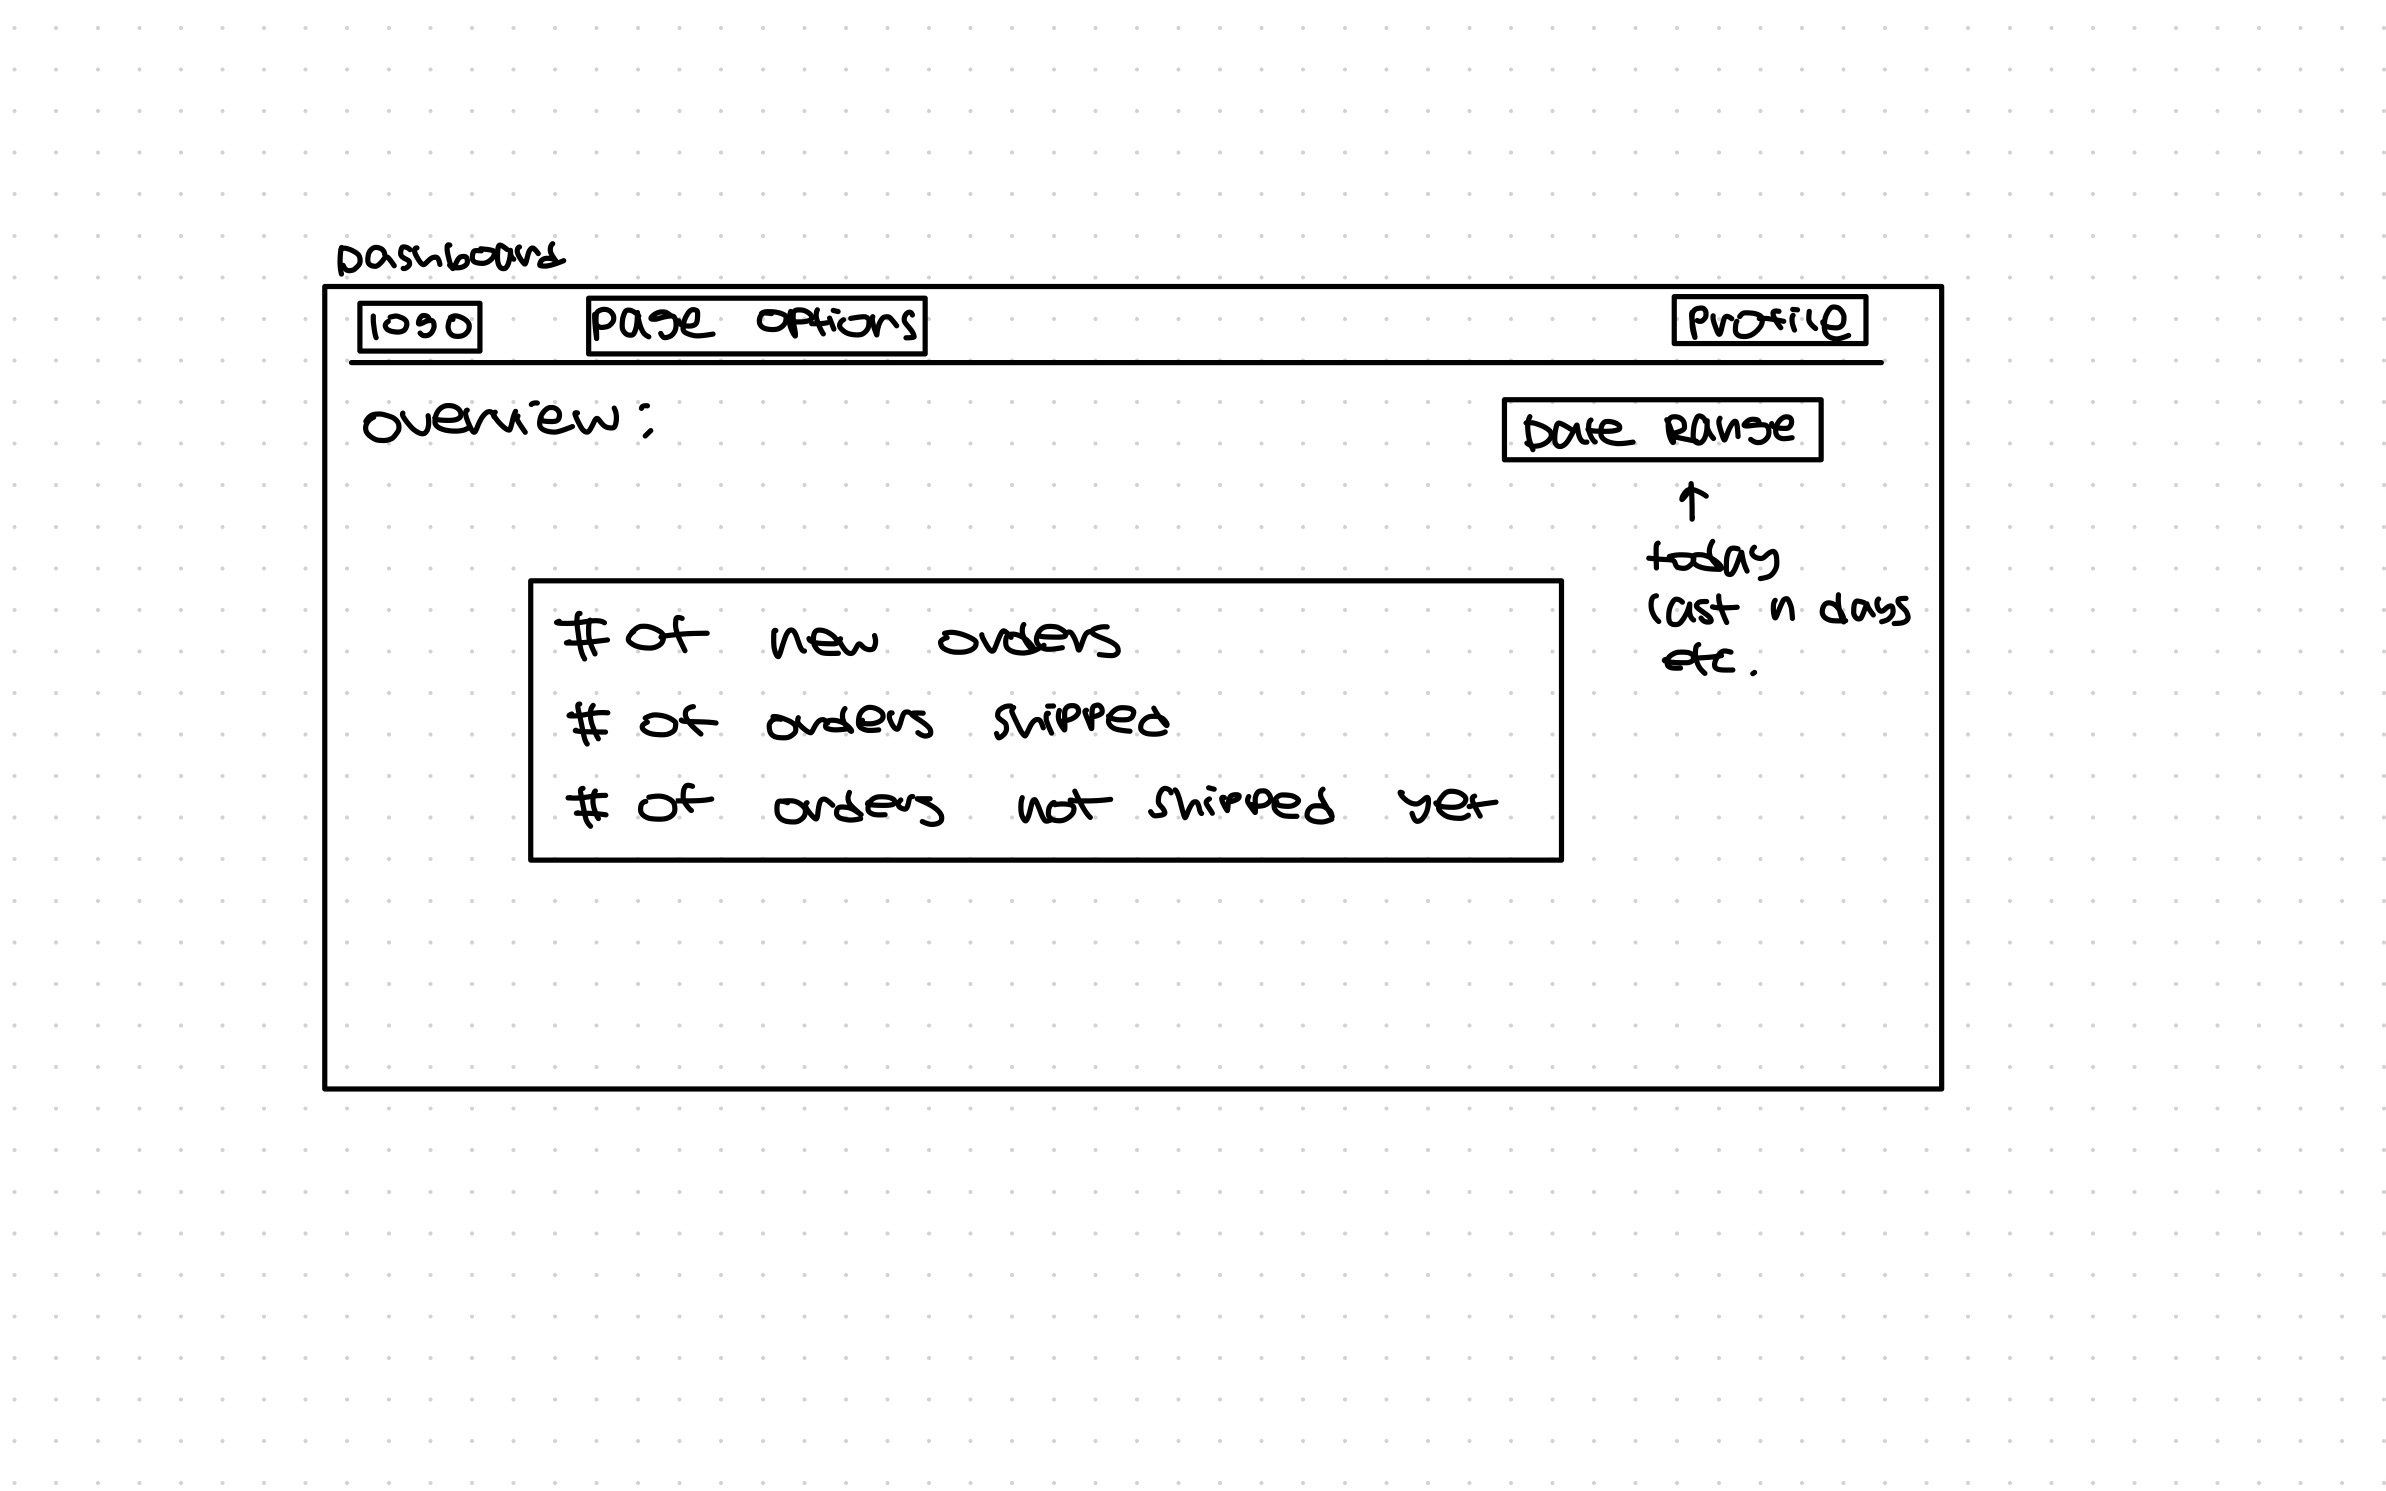 Dashboard
logo
page options
profile
overview:
Date Range
today
last n days
etc.
# of new orders
# of orders shipped
# of orders not shipped yet